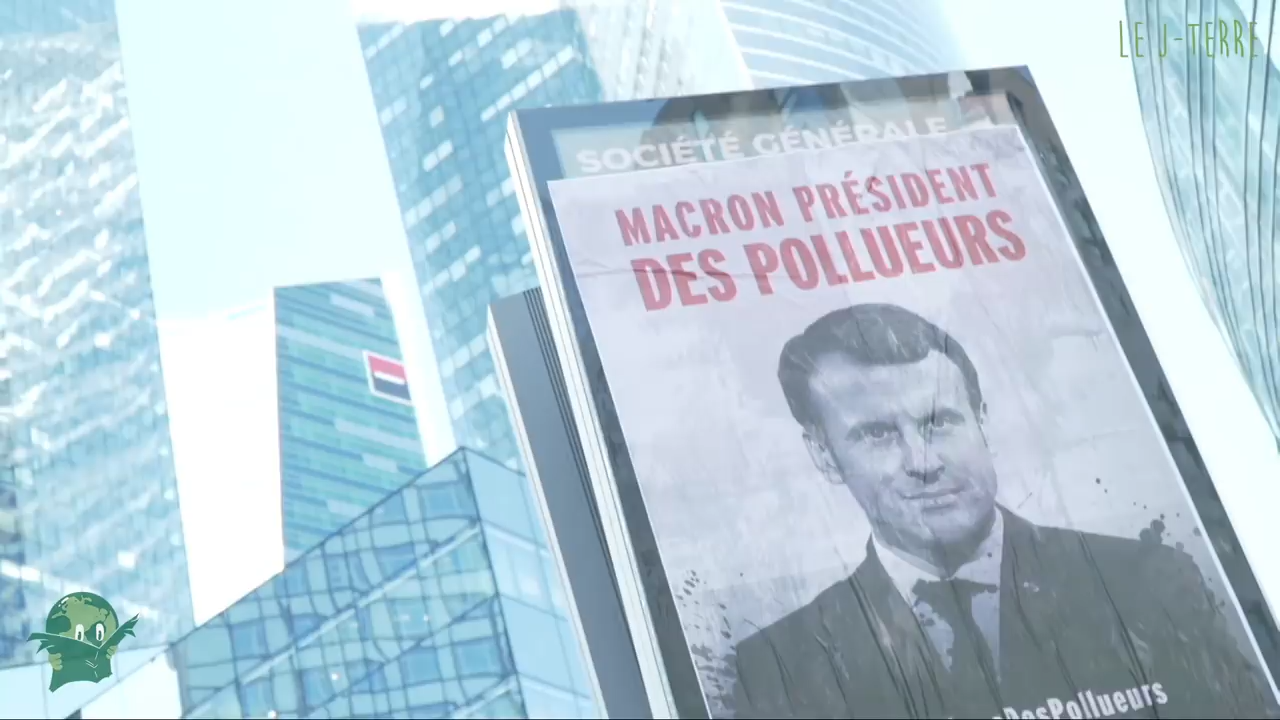 LE J-TERRE
SOCIÉTÉ GÉNÉRALE
MACRON PRÉSIDENT
DES POLLUEURS
DesPollueurs